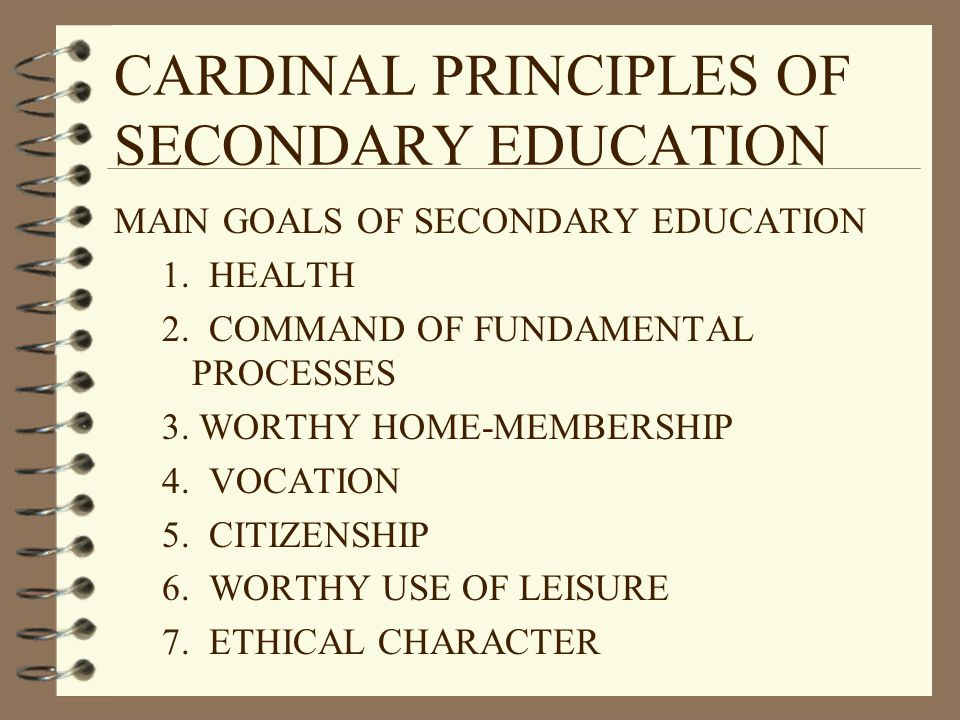 CARDINAL PRINCIPLES OF
SECONDARY EDUCATION
MAIN GOALS OF SECONDARY EDUCATION
1. HEALTH
2. COMMAND OF FUNDAMENTAL
PROCESSES
3. WORTHY HOME-MEMBERSHIP
4. VOCATION
5. CITIZENSHIP
6. WORTHY USE OF LEISURE
7. ETHICAL CHARACTER